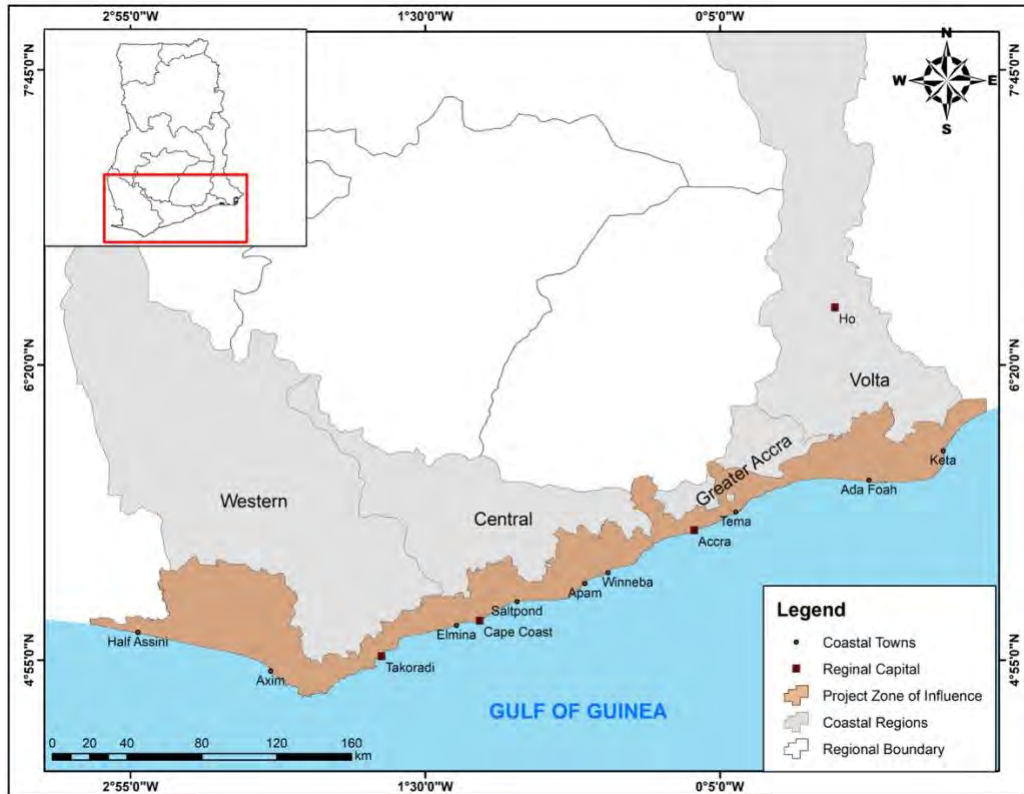 2°55'0"W 1°30'0"W 0°5'0"W
7°45'0"N 7°45'0"N
N
W E
S
Ho
6°20'0"N 6°20'0"N
Volta
Keta
Greater Accra
Ada Foah
Western
Central
Tema
Accra
Winneba
Apam
Saltpond
Elmina
Cape Coast
Half Assini
Takoradi
Axim
4°55'0"N 4°55'0"N
GULF OF GUINEA
0 20 40 80 120 160
km
Legend
Coastal Towns
Reginal Capital
Project Zone of Influence
Coastal Regions
Regional Boundary
2°55'0"W 1°30'0"W 0°5'0"W